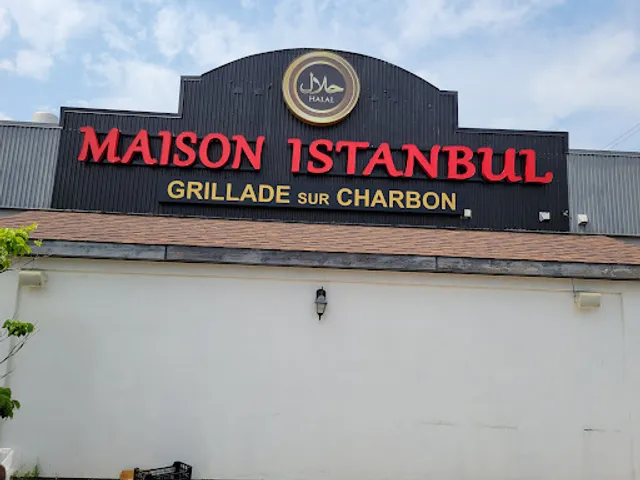 حلال
HALAL
MAISON ISTANBUL
GRILLADE SUR CHARBON